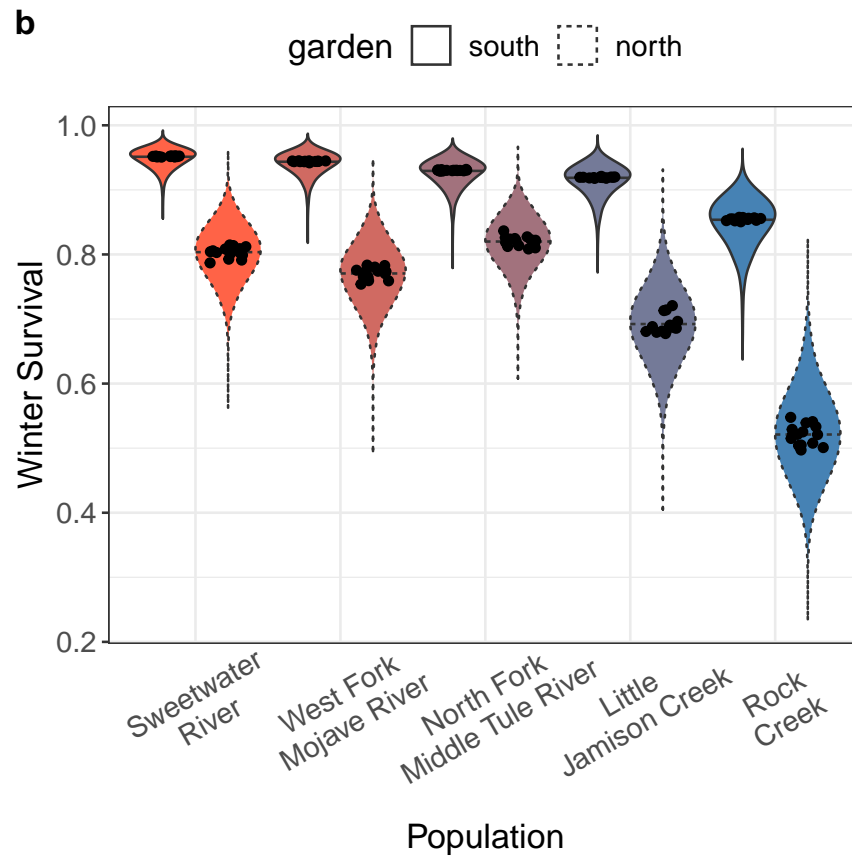 b
garden south north
Winter Survival
1.0
0.8
0.6
0.4
0.2
Sweetwater
River
West Fork
Mojave River
North Fork
Middle Tule River
Little
Jamison Creek
Rock
Creek
Population